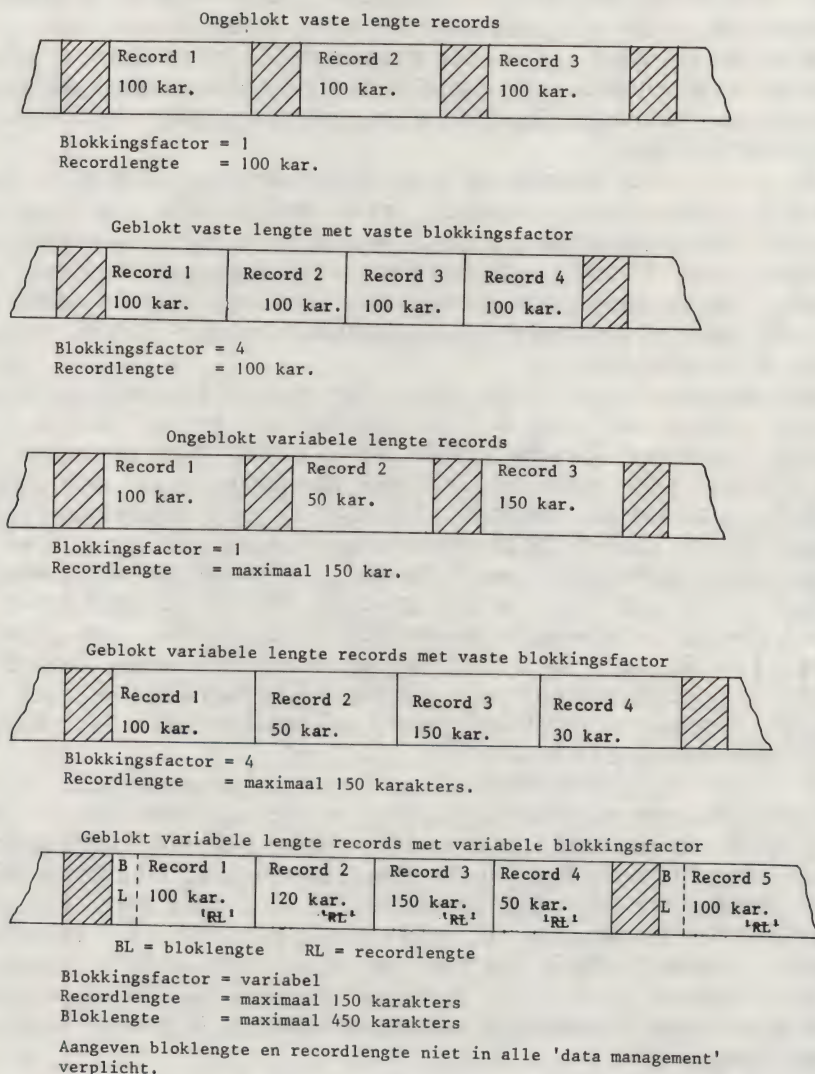 Ongeblokt vaste lengte records
Record 1 Record 2 Record 3
100 kar. 100 kar. 100 kar.
Blokkingsfactor = 1
Recordlengte = 100 kar.
Geblokt vaste lengte met vaste blokkingsfactor
Record 1 Record 2 Record 3 Record 4
100 kar. 100 kar. 100 kar. 100 kar.
Blokkingsfactor = 4
Recordlengte = 100 kar.
Ongeblokt variabele lengte records
Record 1 Record 2 Record 3
100 kar. 50 kar. 150 kar.
Blokkingsfactor = 1
Recordlengte = maximaal 150 kar.
Geblokt variabele lengte records met vaste blokkingsfactor
Record 1 Record 2 Record 3 Record 4
100 kar. 50 kar. 150 kar. 30 kar.
Blokkingsfactor = 4
Recordlengte = maximaal 150 karakters.
Geblokt variabele lengte records met variabele blokkingsfactor
B Record 1 Record 2 Record 3 Record 4 B Record 5
L 100 kar. 120 kar. 150 kar. 50 kar. L 100 kar.
'RL' 'RL' 'RL' 'RL' 'RL'
BL = bloklengte RL = recordlengte
Blokkingsfactor = variabel
Recordlengte = maximaal 150 karakters
Bloklengte = maximaal 450 karakters
Aangeven bloklengte en recordlengte niet in alle 'data management'
verplicht.